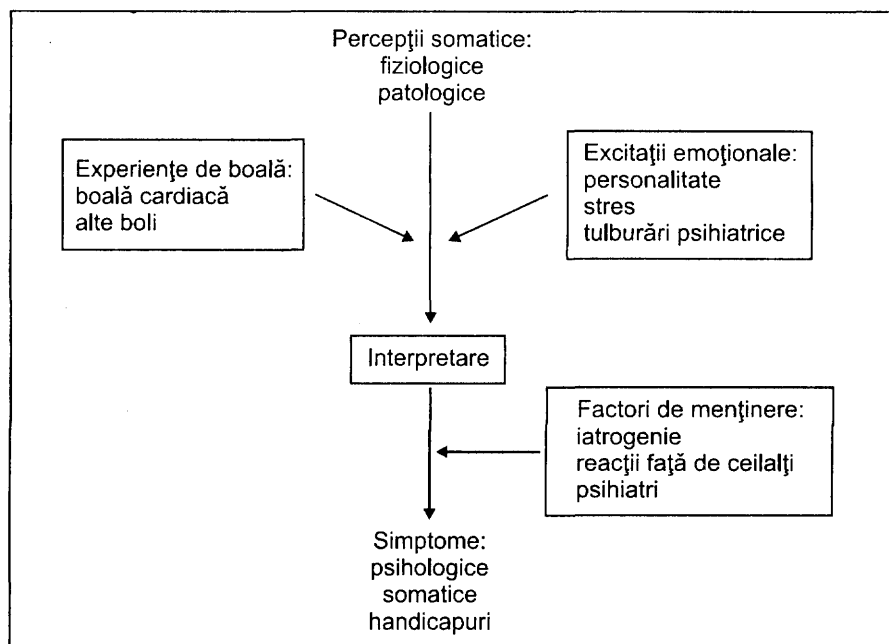 Percepţii somatice:
fiziologice
patologice
Experienţe de boală:
boală cardiacă
alte boli
Excitaţii emoţionale:
personalitate
stres
tulburări psihiatrice
Interpretare
Factori de menţinere:
iatrogenie
reacţii faţă de ceilalţi
psihiatri
Simptome:
psihologice
somatice
handicapuri